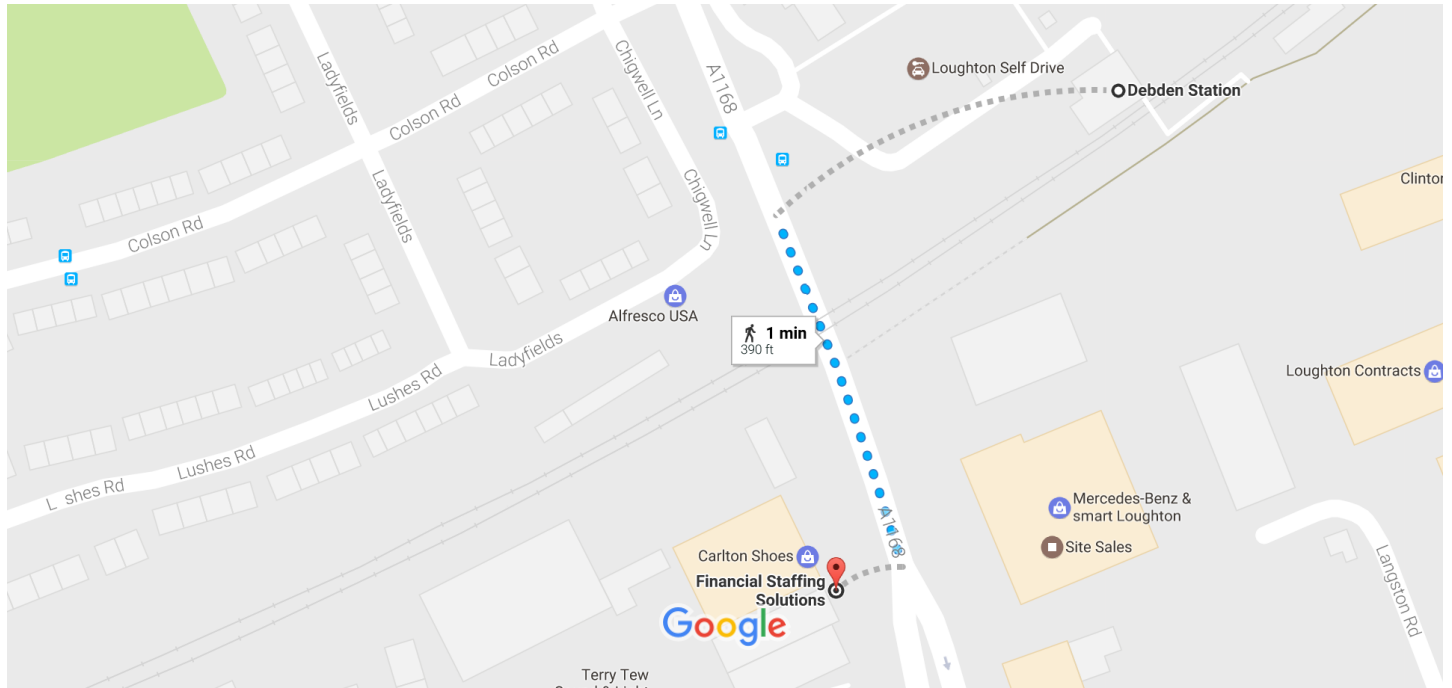 Ladyfields
Colson Rd
Chigwell Ln
A1168
Loughton Self Drive
Debden Station
Colson Rd
Ladyfields
Chigwell Ln
Clinton
Colson Rd
Alfresco USA
1 min
390 ft
Ladyfields
Lushes Rd
Loughton Contracts
Lushes Rd
L shes Rd
Mercedes-Benz &
smart Loughton
A1168
Site Sales
Carlton Shoes
Financial Staffing
Solutions
Google
Langston Rd
Terry Tew